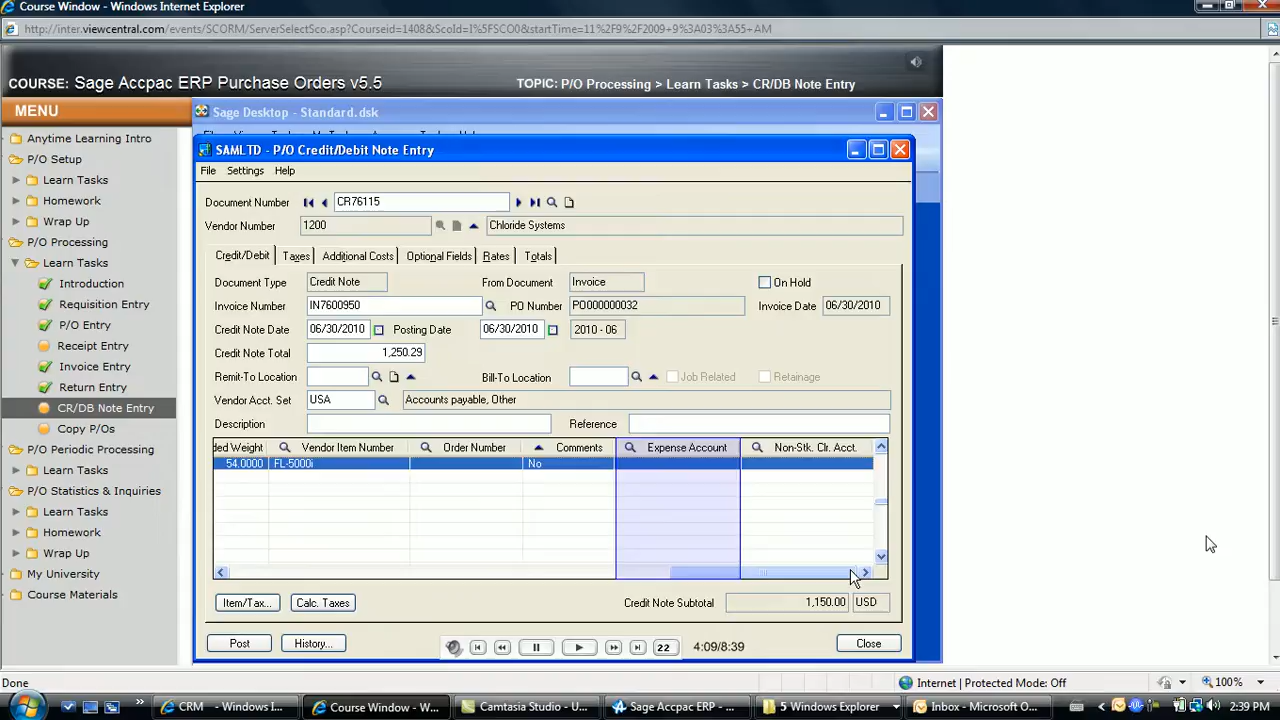 Course Window - Windows Internet Explorer
http://inter.viewcentral.com/events/SCORM/ServerSelectSco.asp?Courseid=1408&ScoId=I%5FSCO0&startTime=11%2F9%2F2009+9%3A03%3A55+AM
COURSE: Sage Accpac ERP Purchase Orders v5.5
TOPIC: P/O Processing > Learn Tasks > CR/DB Note Entry
MENU
Anytime Learning Intro
P/O Setup
Learn Tasks
Homework
Wrap Up
P/O Processing
Learn Tasks
Introduction
Requisition Entry
P/O Entry
Receipt Entry
Invoice Entry
Return Entry
CR/DB Note Entry
Copy P/Os
P/O Periodic Processing
Learn Tasks
P/O Statistics & Inquiries
Learn Tasks
Homework
Wrap Up
My University
Course Materials
Sage Desktop - Standard.dsk
SAMLTD - P/O Credit/Debit Note Entry
File Settings Help
Document Number CR76115
Vendor Number 1200 Chloride Systems
Credit/Debit Taxes Additional Costs Optional Fields Rates Totals
Document Type Credit Note From Document Invoice On Hold
Invoice Number IN7600950 PO Number PO000000032 Invoice Date 06/30/2010
Credit Note Date 06/30/2010 Posting Date 06/30/2010 2010 - 06
Credit Note Total 1,250.29
Remit-To Location Bill-To Location Job Related Retainage
Vendor Acct. Set USA Accounts payable, Other
Description Reference
ded Weight Vendor Item Number Order Number Comments Expense Account Non-Stk. Clr. Acct.
54.0000 FL-5000i No
Item/Tax... Calc. Taxes Credit Note Subtotal 1,150.00 USD
Post History... 22 4:09/8:39 Close
Done Internet | Protected Mode: Off 100%
CRM - Windows I... Course Window - W... Camtasia Studio - U... Sage Accpac ERP - ... 5 Windows Explorer Inbox - Microsoft O... 2:39 PM